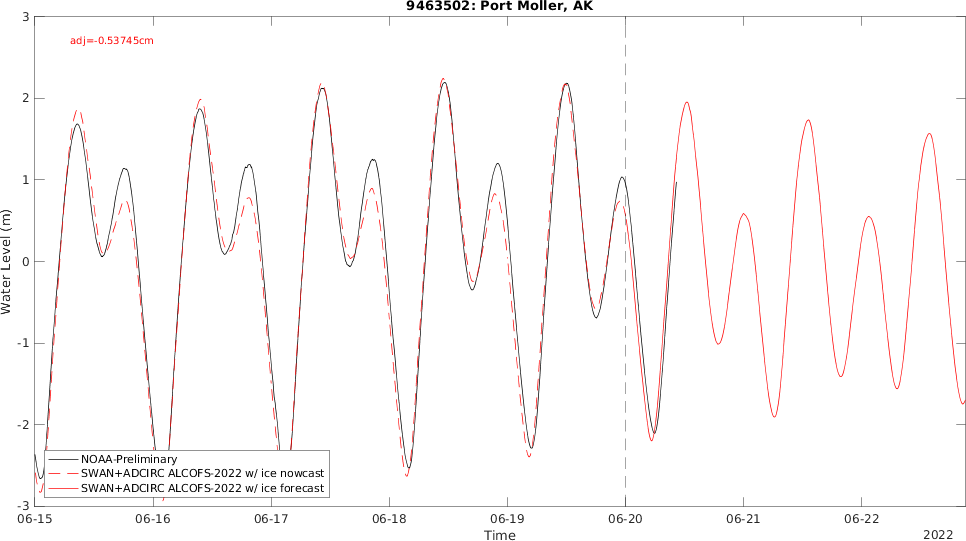 9463502: Port Moller, AK
adj=-0.53745cm
3
2
1
0
-1
-2
-3
Water Level (m)
NOAA-Preliminary
SWAN+ADCIRC ALCOFS-2022 w/ ice nowcast
SWAN+ADCIRC ALCOFS-2022 w/ ice forecast
06-15 06-16 06-17 06-18 06-19 06-20 06-21 06-22
Time
2022